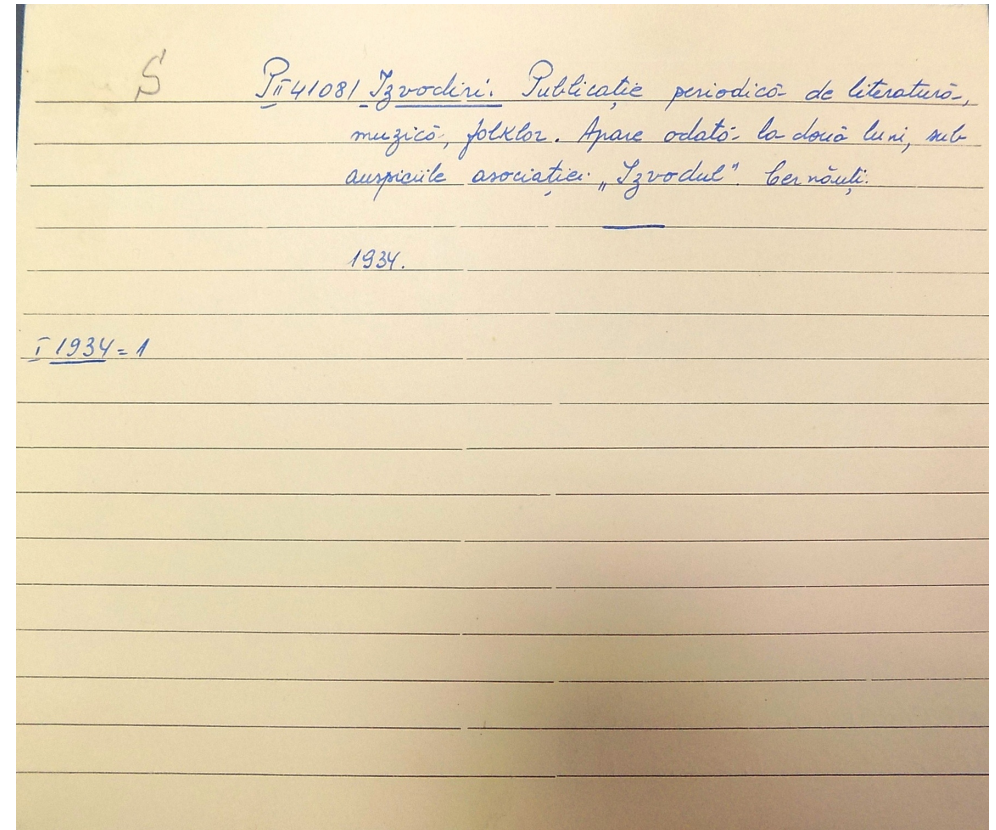 S
P II 41081 Izvodiri. Publicație periodică de literatură,
muzică, folklor. Apare odată la două luni, sub
auspiciile asociației „Izvodul”. Cernăuți.
1934.
I 1934 = 1